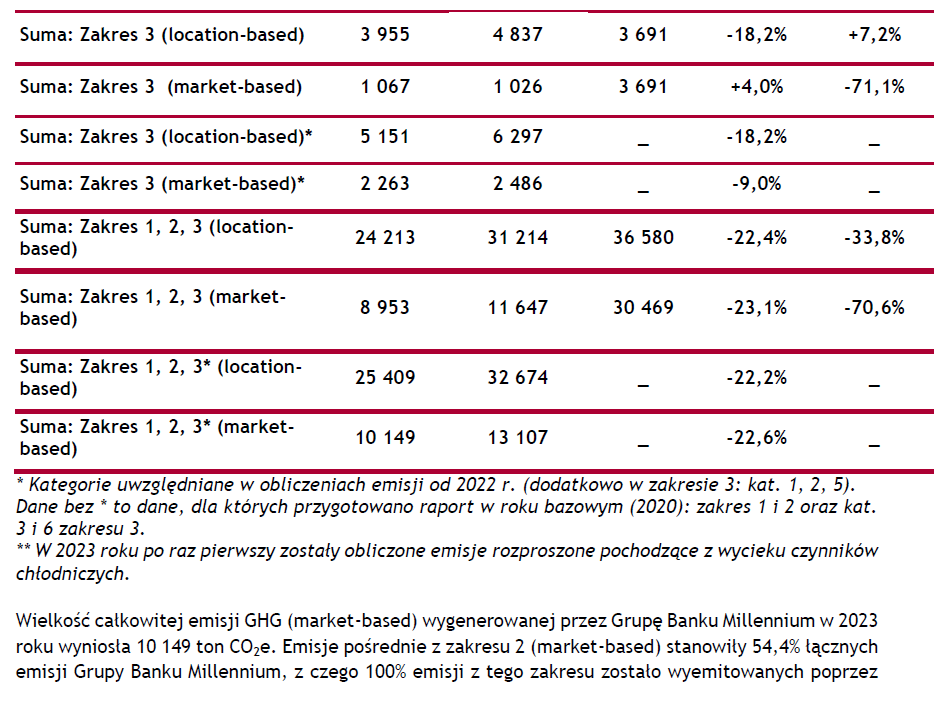 Suma: Zakres 3 (location-based) 3 955 4 837 3 691 -18,2% +7,2%
Suma: Zakres 3 (market-based) 1 067 1 026 3 691 +4,0% -71,1%
Suma: Zakres 3 (location-based)* 5 151 6 297 _ -18,2% _
Suma: Zakres 3 (market-based)* 2 263 2 486 _ -9,0% _
Suma: Zakres 1, 2, 3 (location-
based) 24 213 31 214 36 580 -22,4% -33,8%
Suma: Zakres 1, 2, 3 (market-
based) 8 953 11 647 30 469 -23,1% -70,6%
Suma: Zakres 1, 2, 3* (location-
based) 25 409 32 674 _ -22,2% _
Suma: Zakres 1, 2, 3* (market-
based) 10 149 13 107 _ -22,6% _
* Kategorie uwzględniane w obliczeniach emisji od 2022 r. (dodatkowo w zakresie 3: kat. 1, 2, 5).
Dane bez * to dane, dla których przygotowano raport w roku bazowym (2020): zakres 1 i 2 oraz kat.
3 i 6 zakresu 3.
** W 2023 roku po raz pierwszy zostały obliczone emisje rozproszone pochodzące z wycieku czynników
chłodniczych.
Wielkość całkowitej emisji GHG (market-based) wygenerowanej przez Grupę Banku Millennium w 2023
roku wyniosła 10 149 ton CO₂e. Emisje pośrednie z zakresu 2 (market-based) stanowiły 54,4% łącznych
emisji Grupy Banku Millennium, z czego 100% emisji z tego zakresu zostało wyemitowanych poprzez